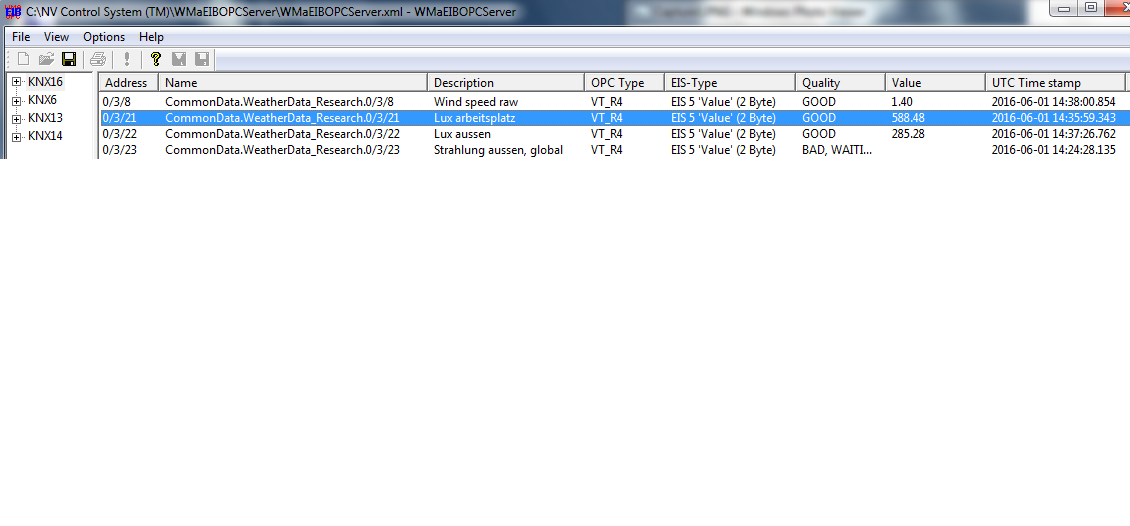 C:\NV Control System (TM)\WMaEIBOPCServer\WMaEIBOPCServer.xml - WMaEIBOPCServer
File View Options Help
KNX16
KNX6
KNX13
KNX14
Address Name Description OPC Type EIS-Type Quality Value UTC Time stamp
0/3/8 CommonData.WeatherData_Research.0/3/8 Wind speed raw VT_R4 EIS 5 'Value' (2 Byte) GOOD 1.40 2016-06-01 14:38:00.854
0/3/21 CommonData.WeatherData_Research.0/3/21 Lux arbeitsplatz VT_R4 EIS 5 'Value' (2 Byte) GOOD 588.48 2016-06-01 14:35:59.343
0/3/22 CommonData.WeatherData_Research.0/3/22 Lux aussen VT_R4 EIS 5 'Value' (2 Byte) GOOD 285.28 2016-06-01 14:37:26.762
0/3/23 CommonData.WeatherData_Research.0/3/23 Strahlung aussen, global VT_R4 EIS 5 'Value' (2 Byte) BAD, WAITI... 2016-06-01 14:24:28.135